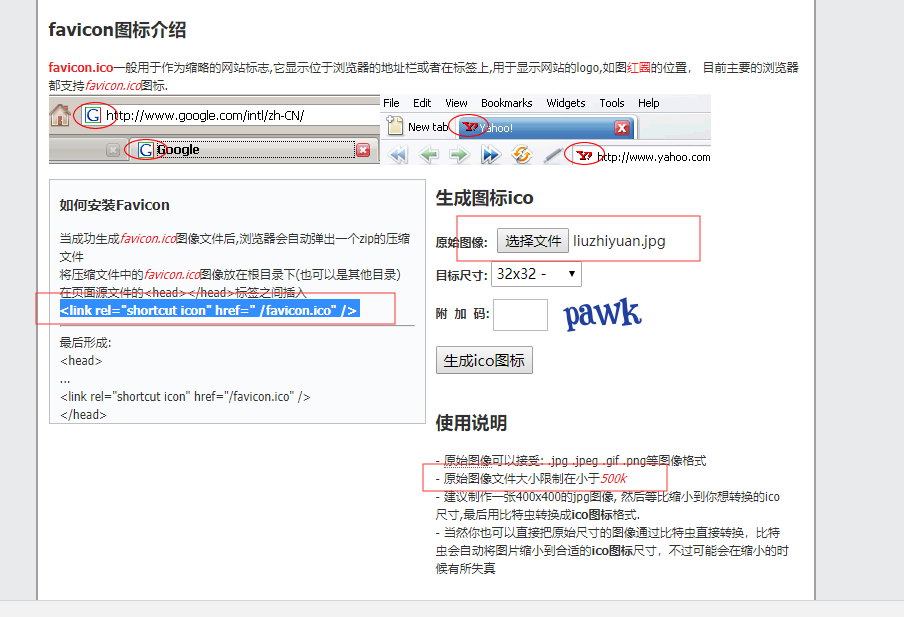 favicon图标介绍
favicon.ico一般用于作为缩略的网站标志,它显示位于浏览器的地址栏或者在标签上,用于显示网站的logo,如图红圆的位置， 目前主要的浏览器
都支持favicon.ico图标.
http://www.google.com/intl/zh-CN/
Google
File Edit View Bookmarks Widgets Tools Help
New tab Yahoo!
http://www.yahoo.com
如何安装Favicon
当成功生成favicon.ico图像文件后,浏览器会自动弹出一个zip的压缩
文件
将压缩文件中的favicon.ico图像放在根目录下(也可以是其他目录)
在页面源文件的<head></head>标签之间插入
<link rel="shortcut icon" href=" /favicon.ico" />
最后形成:
<head>
...
<link rel="shortcut icon" href="/favicon.ico" />
</head>
生成图标ico
原始图像: 选择文件 liuzhiyuan.jpg
目标尺寸: 32x32 -
附 加 码: pawk
生成ico图标
使用说明
- 原始图像可以接受: .jpg .jpeg .gif .png等图像格式
- 原始图像文件大小限制在小于500k
- 建议制作一张400x400的jpg图像, 然后等比缩小到你想转换的ico
尺寸,最后用比特虫转换成ico图标格式.
- 当然你也可以直接把原始尺寸的图像通过比特虫直接转换，比特
虫会自动将图片缩小到合适的ico图标尺寸，不过可能会在缩小的时
候有所失真